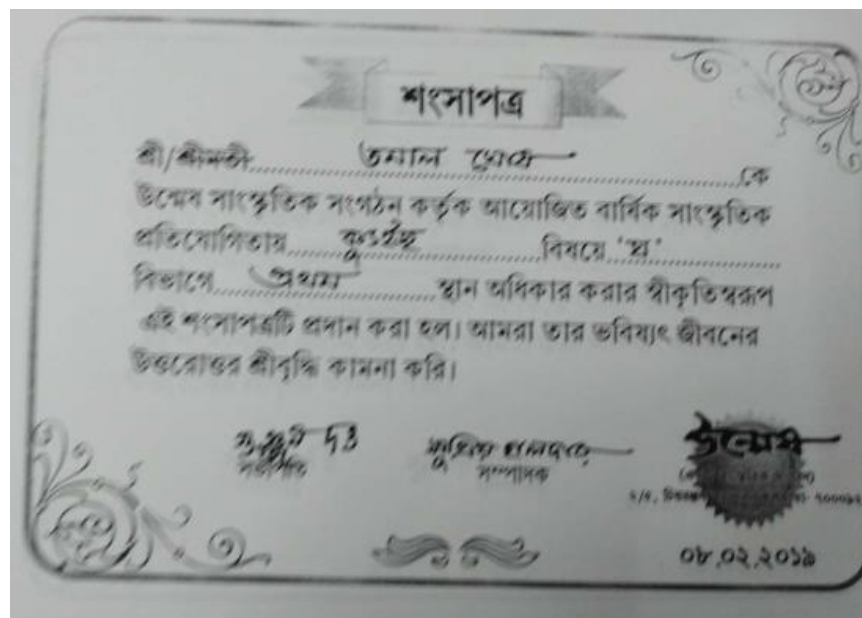 শংসাপত্র
শ্রী/শ্রীমতী তমাল ঘোষ কে
উন্মেষ সাংস্কৃতিক সংগঠন কর্তৃক আয়োজিত বার্ষিক সাংস্কৃতিক
প্রতিযোগিতায় বিষয়ে 'ঘ'
বিভাগে প্রথম স্থান অধিকার করার স্বীকৃতিস্বরূপ
এই শংসাপত্রটি প্রদান করা হল। আমরা তার ভবিষ্যৎ জীবনের
উত্তরোত্তর শ্রীবৃদ্ধি কামনা করি।
দত্ত
সভাপতি
সম্পাদক
উন্মেষ
০৮.০২.২০১৯